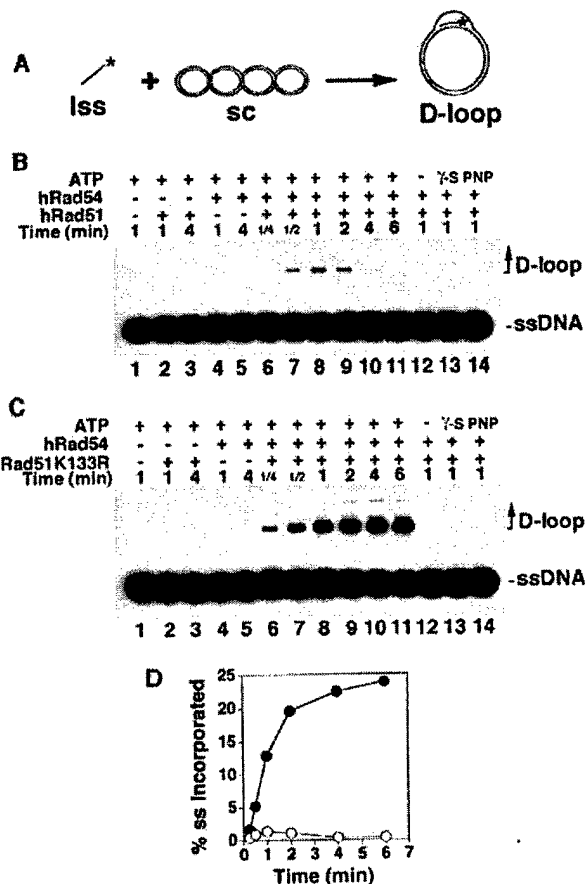 A
*
lss + sc D-loop
B
ATP + + + + + + + + + + + - γ-S PNP
hRad54 - - - + + + + + + + + + + +
hRad51 - + + - - + + + + + + + + +
Time (min) 1 1 4 1 4 1/4 1/2 1 2 4 6 1 1 1
D-loop
-ssDNA
1 2 3 4 5 6 7 8 9 10 11 12 13 14
C
ATP + + + + + + + + + + + - γ-S PNP
hRad54 - - - + + + + + + + + + + +
Rad51K133R - + + - - + + + + + + + + +
Time (min) 1 1 4 1 4 1/4 1/2 1 2 4 6 1 1 1
D-loop
-ssDNA
1 2 3 4 5 6 7 8 9 10 11 12 13 14
D
% ss Incorporated
25
20
15
10
5
0
0 1 2 3 4 5 6 7
Time (min)